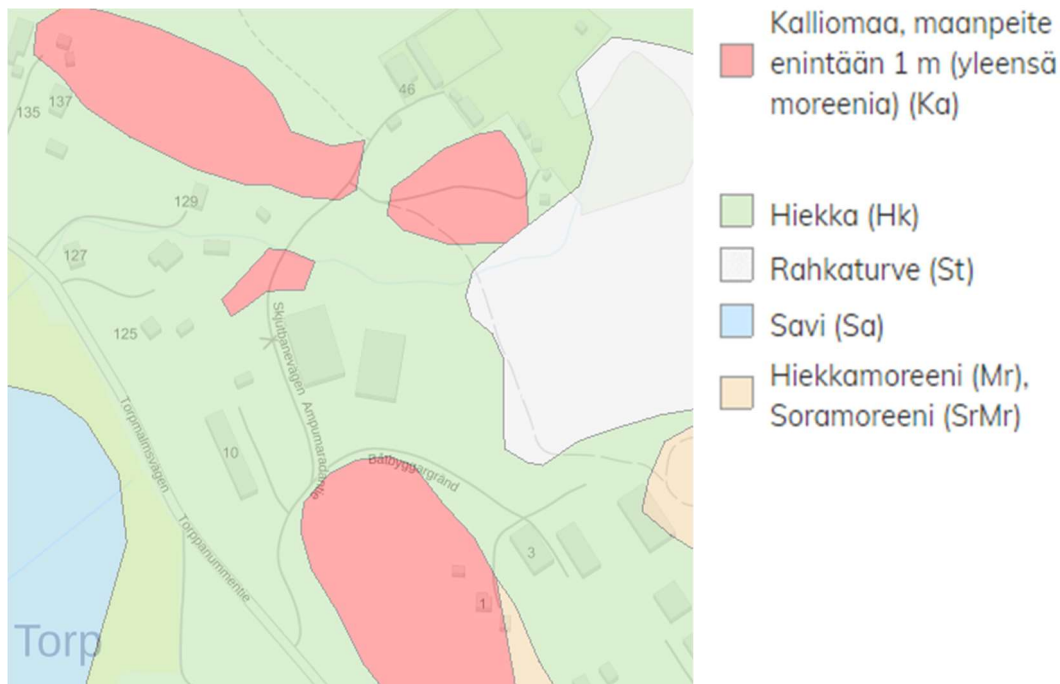 46
137
135
129
127
125
Skjutbanevägen Ampumaradantie
Torpmalmsvägen Torppanummentie
10
Båtbyggargränd
3
1
Torp
Kalliomaa, maanpeite
enintään 1 m (yleensä
moreenia) (Ka)
Hiekka (Hk)
Rahkaturve (St)
Savi (Sa)
Hiekkamoreeni (Mr),
Soramoreeni (SrMr)